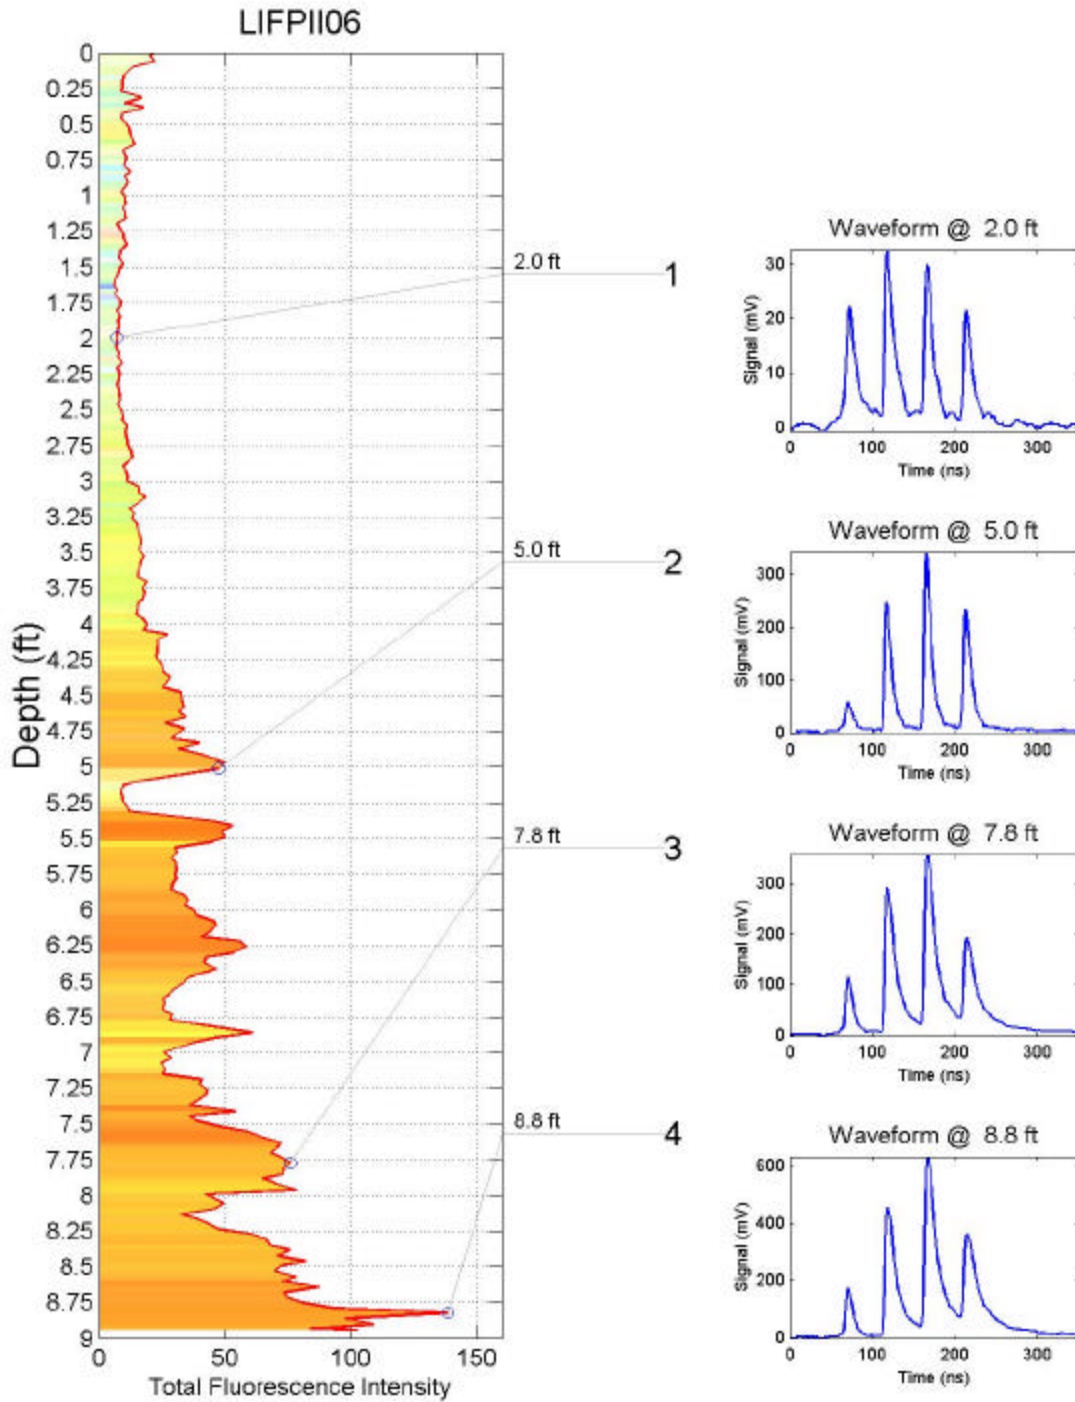 LIFPII06
0
0.25
0.5
0.75
1
1.25
1.5
1.75
2
2.25
2.5
2.75
3
3.25
3.5
3.75
4
4.25
4.5
4.75
5
5.25
5.5
5.75
6
6.25
6.5
6.75
7
7.25
7.5
7.75
8
8.25
8.5
8.75
9
Depth (ft)
0 50 100 150
Total Fluorescence Intensity
2.0 ft 1
5.0 ft 2
7.8 ft 3
8.8 ft 4
Waveform @ 2.0 ft
30
20
10
0
Signal (mV)
0 100 200 300
Time (ns)
Waveform @ 5.0 ft
300
200
100
0
Signal (mV)
0 100 200 300
Time (ns)
Waveform @ 7.8 ft
300
200
100
0
Signal (mV)
0 100 200 300
Time (ns)
Waveform @ 8.8 ft
600
400
200
0
Signal (mV)
0 100 200 300
Time (ns)